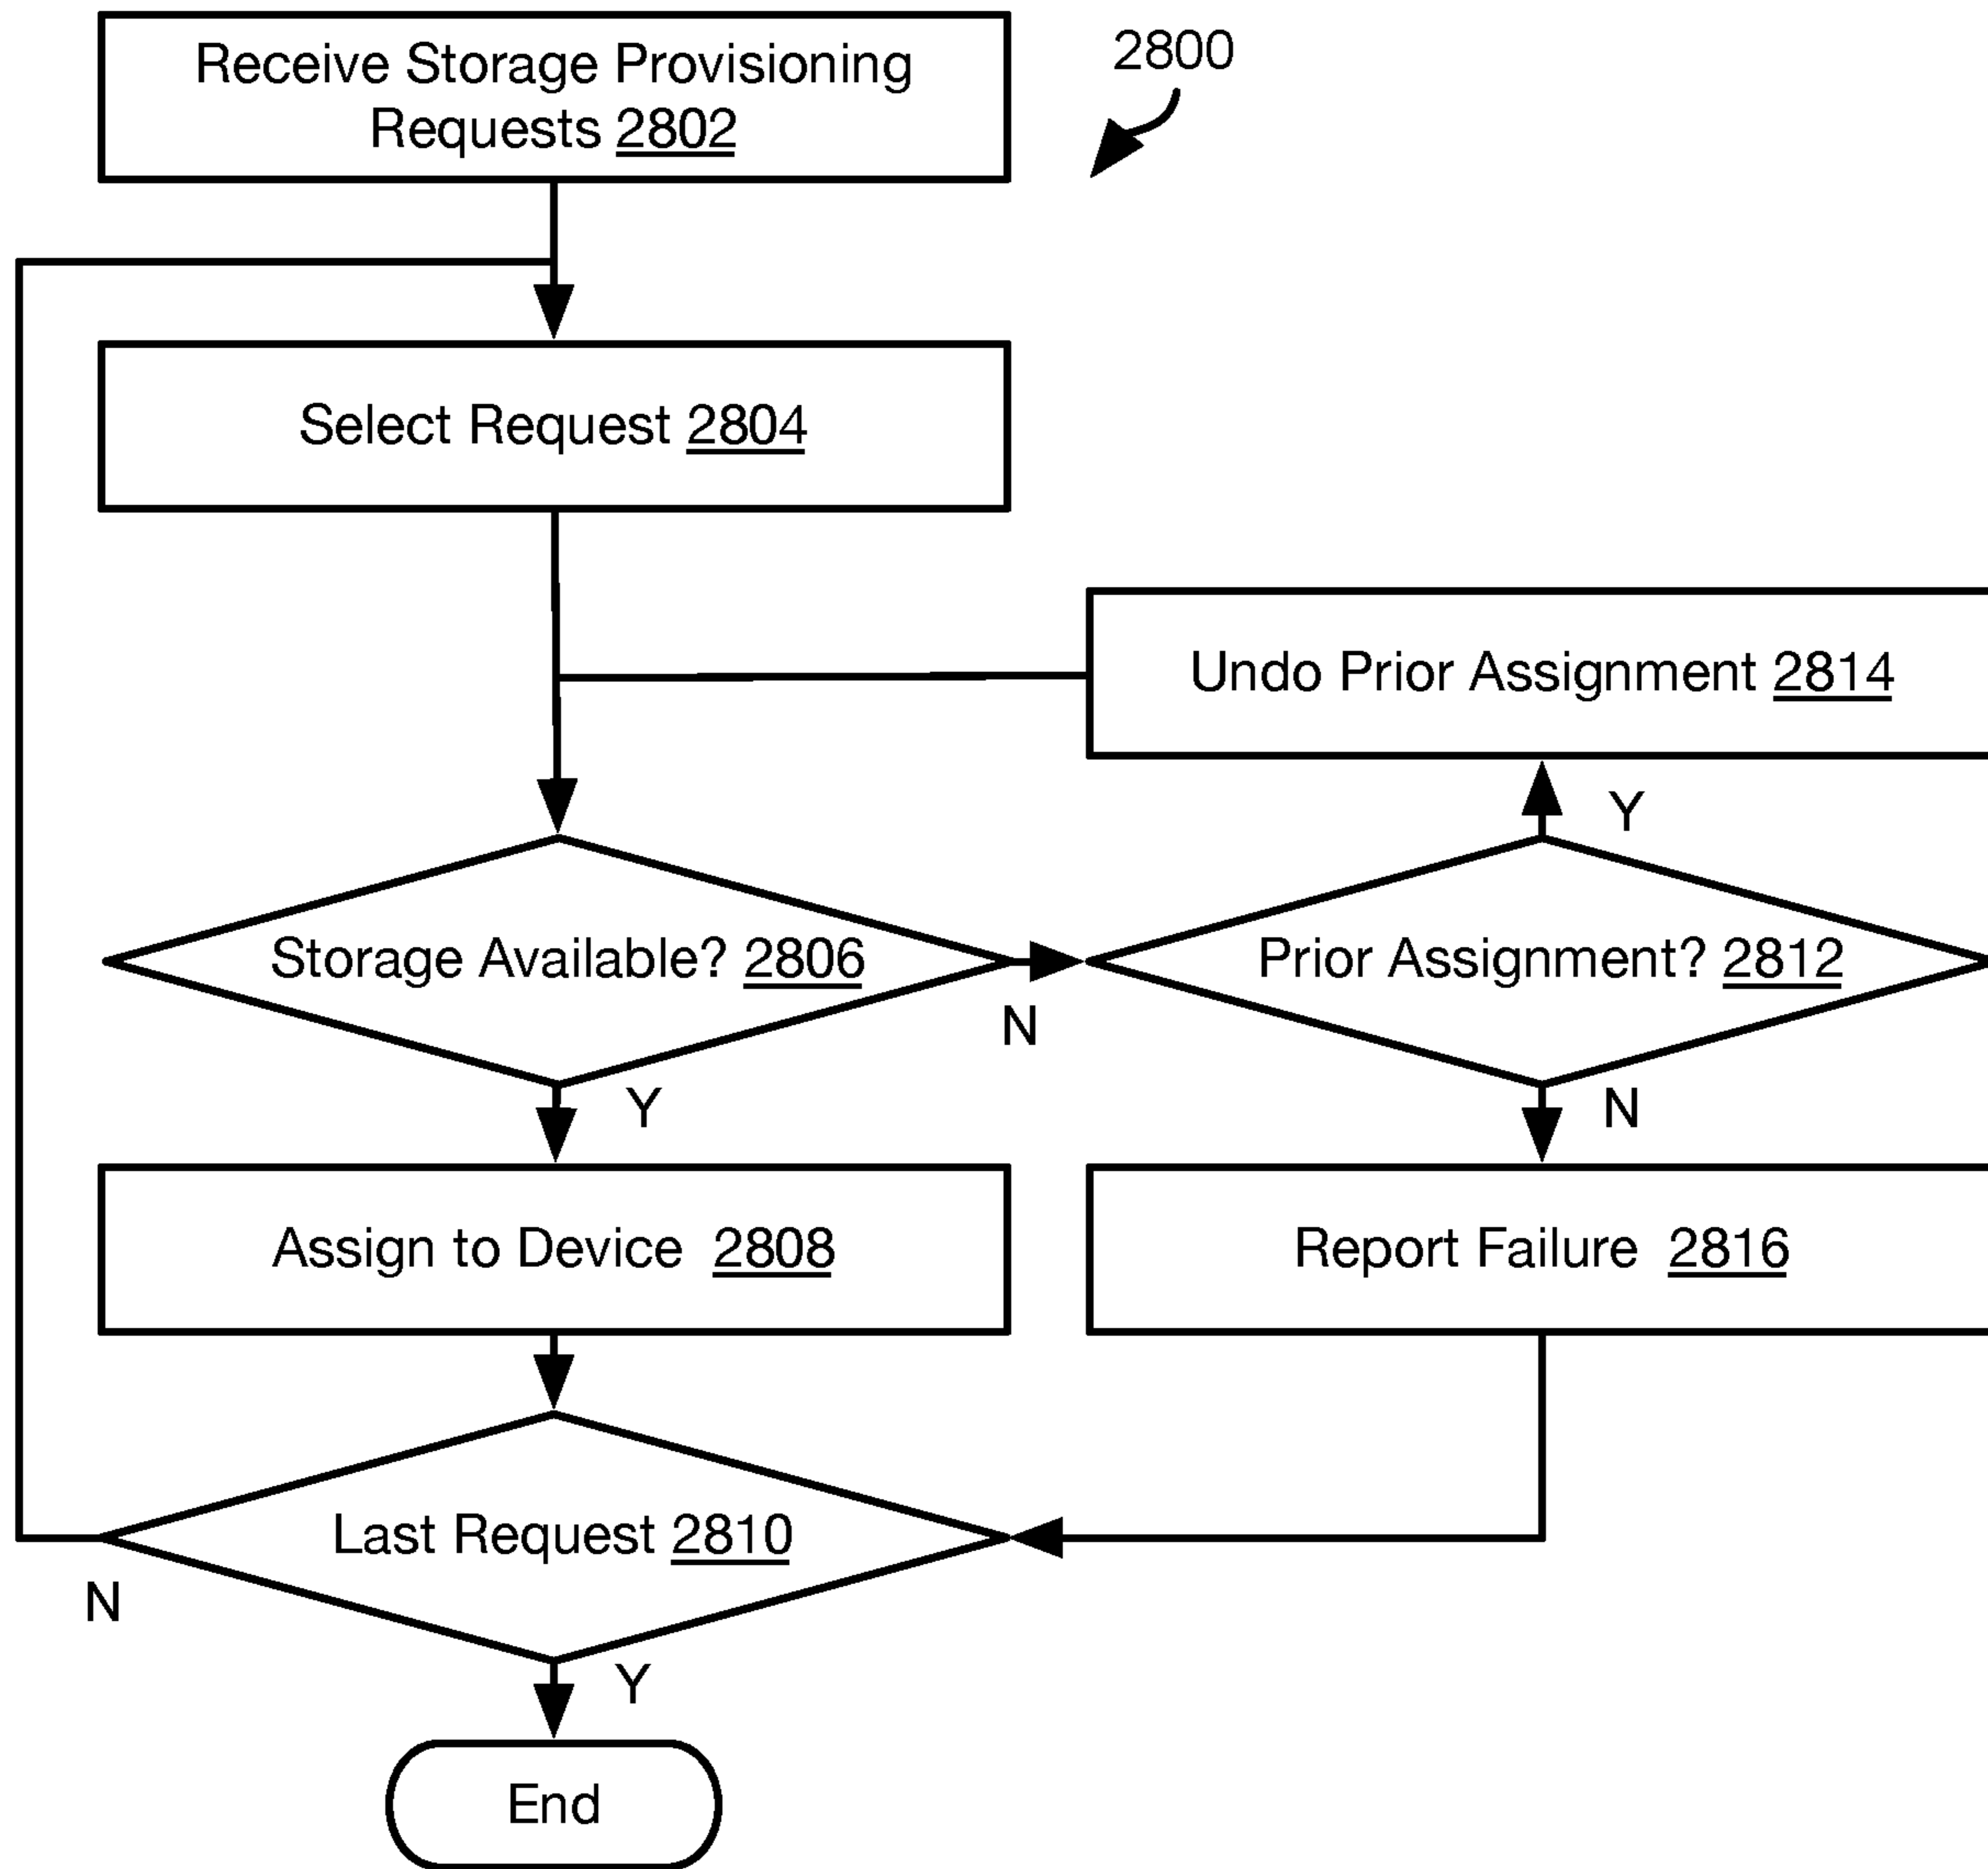 Receive Storage Provisioning
Requests 2802
2800
Select Request 2804
Undo Prior Assignment 2814
Y
Storage Available? 2806
Prior Assignment? 2812
N
Y
N
Assign to Device 2808
Report Failure 2816
Last Request 2810
N
Y
End